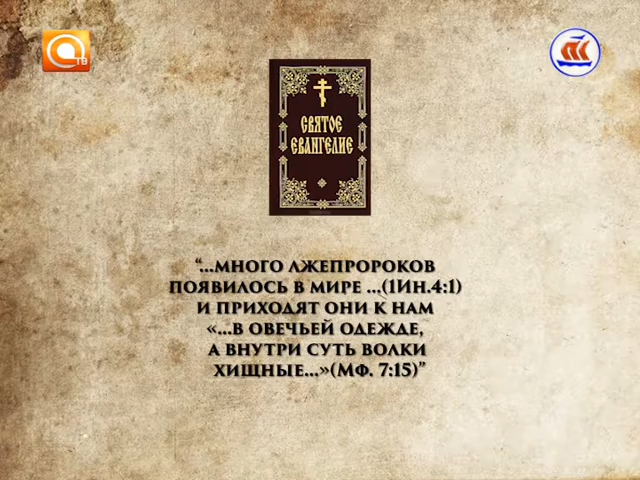 ТВ
СВЯТОЕ
ЕВАНГЕЛИЕ
“...МНОГО ЛЖЕПРОРОКОВ
ПОЯВИЛОСЬ В МИРЕ ...(1ИН.4:1)
И ПРИХОДЯТ ОНИ К НАМ
«...В ОВЕЧЬЕЙ ОДЕЖДЕ,
А ВНУТРИ СУТЬ ВОЛКИ
ХИЩНЫЕ...»(МФ. 7:15)”